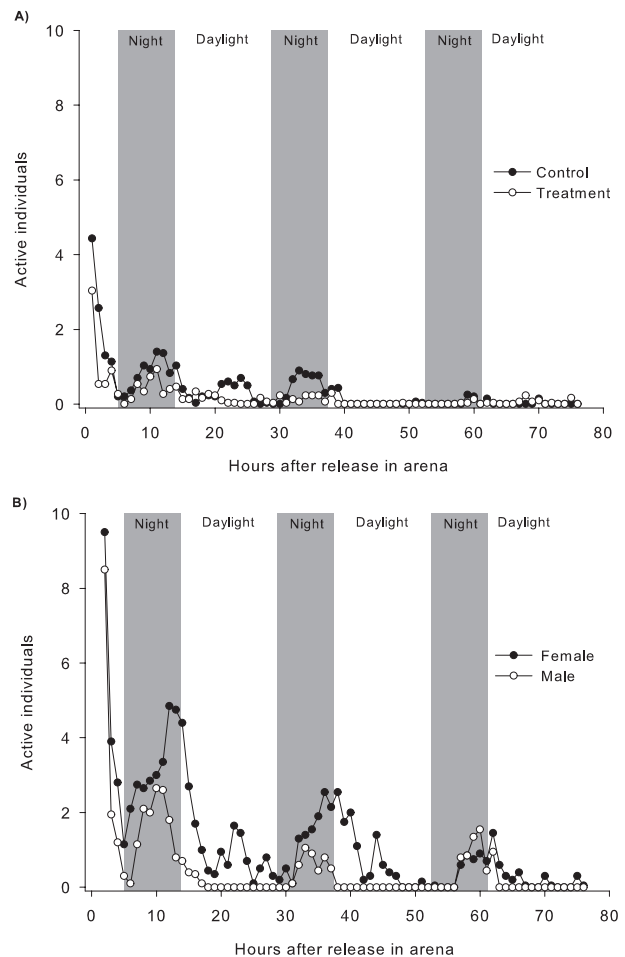 A)
10
8
6
4
2
0
Active individuals
Night Daylight Night Daylight Night Daylight
Control
Treatment
0 10 20 30 40 50 60 70 80
Hours after release in arena
B)
10
8
6
4
2
0
Active individuals
Night Daylight Night Daylight Night Daylight
Female
Male
0 10 20 30 40 50 60 70 80
Hours after release in arena